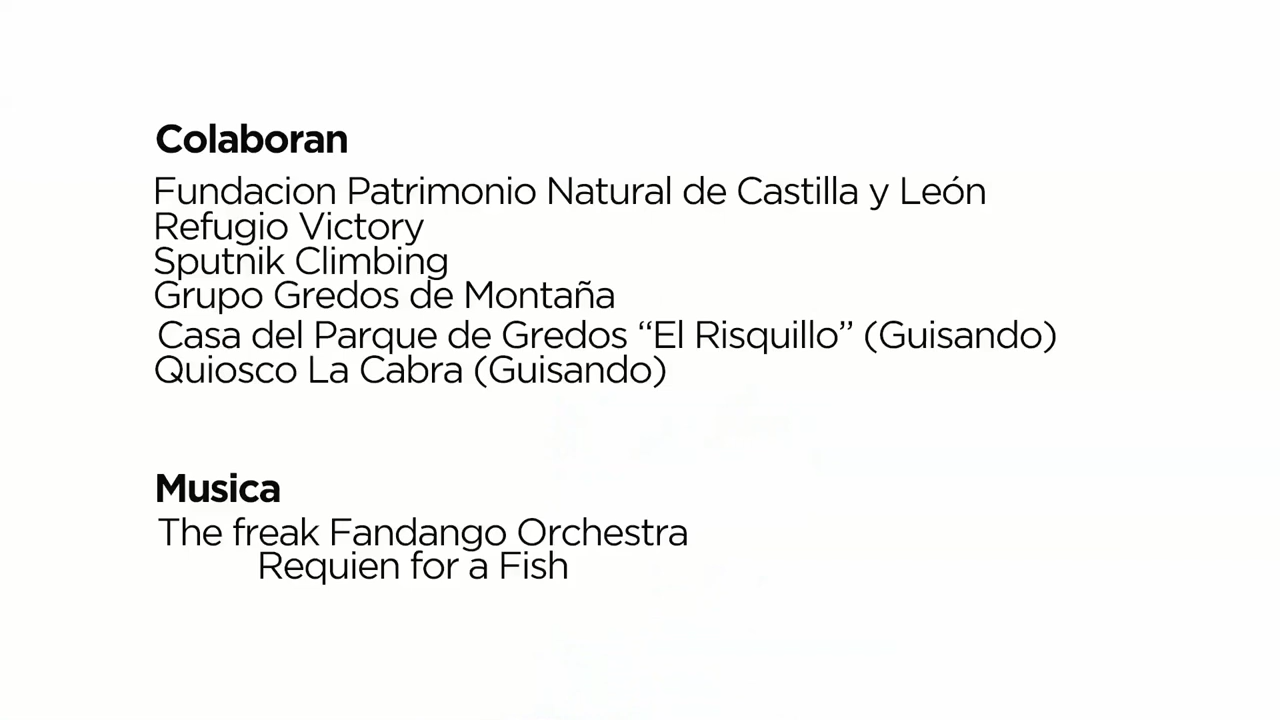 Colaboran
Fundacion Patrimonio Natural de Castilla y León
Refugio Victory
Sputnik Climbing
Grupo Gredos de Montaña
Casa del Parque de Gredos “El Risquillo” (Guisando)
Quiosco La Cabra (Guisando)
Musica
The freak Fandango Orchestra
Requien for a Fish